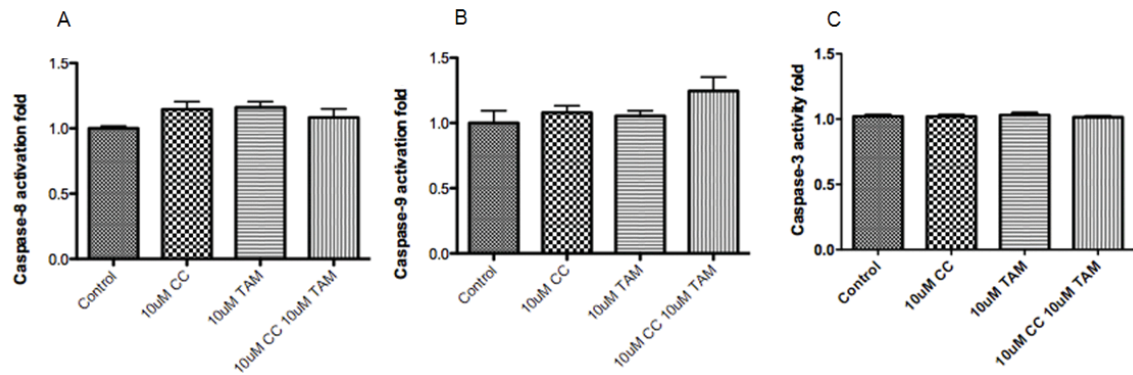 A
Caspase-8 activation fold
1.5
1.0
0.5
0.0
Control
10uM CC
10uM TAM
10uM CC 10uM TAM
B
Caspase-9 activation fold
1.5
1.0
0.5
0.0
Control
10uM CC
10uM TAM
10uM CC 10uM TAM
C
Caspase-3 activity fold
1.5
1.0
0.5
0.0
Control
10uM CC
10uM TAM
10uM CC 10uM TAM